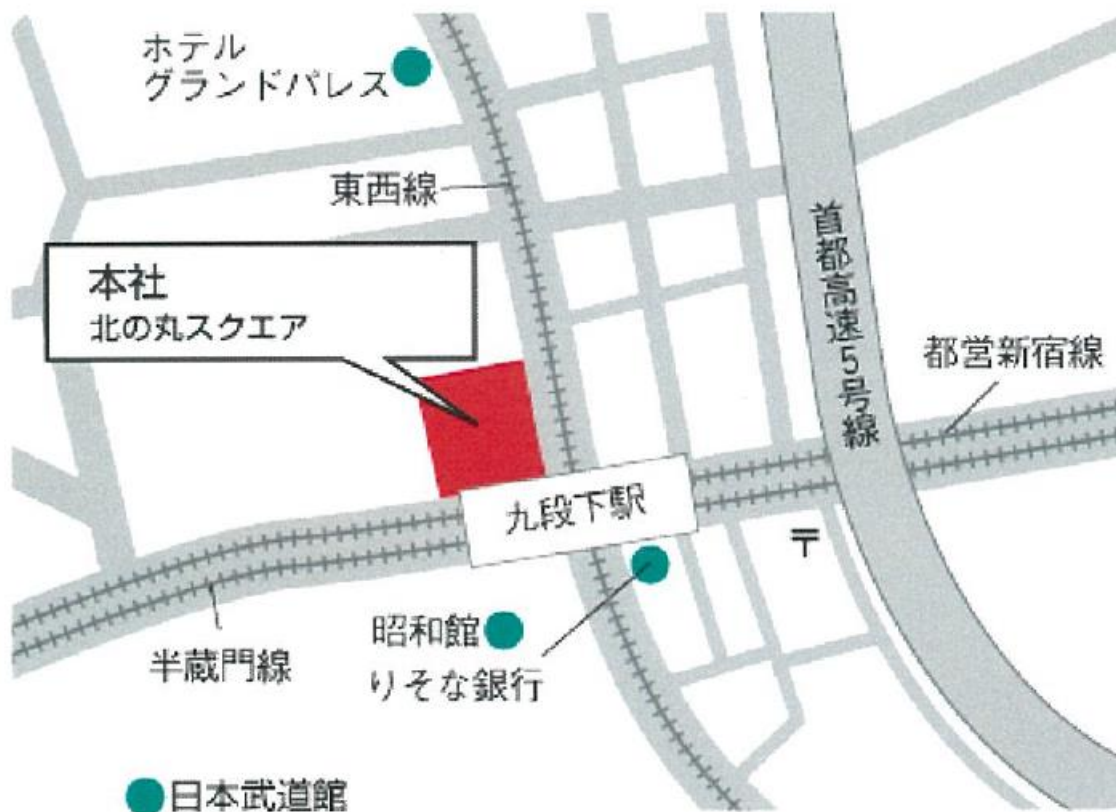 ホテル
グランドパレス
東西線
本社
北の丸スクエア
首都高速5号線
都営新宿線
九段下駅
〒
昭和館
りそな銀行
半蔵門線
日本武道館